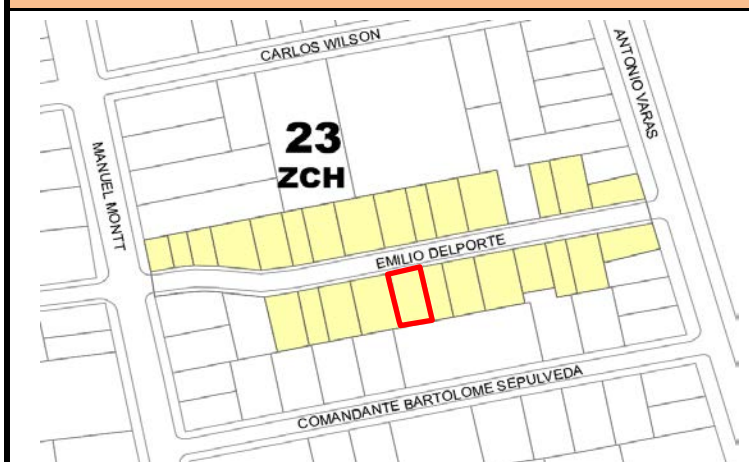 CARLOS WILSON
ANTONIO VARAS
23
ZCH
MANUEL MONTT
EMILIO DELPORTE
COMANDANTE BARTOLOME SEPULVEDA